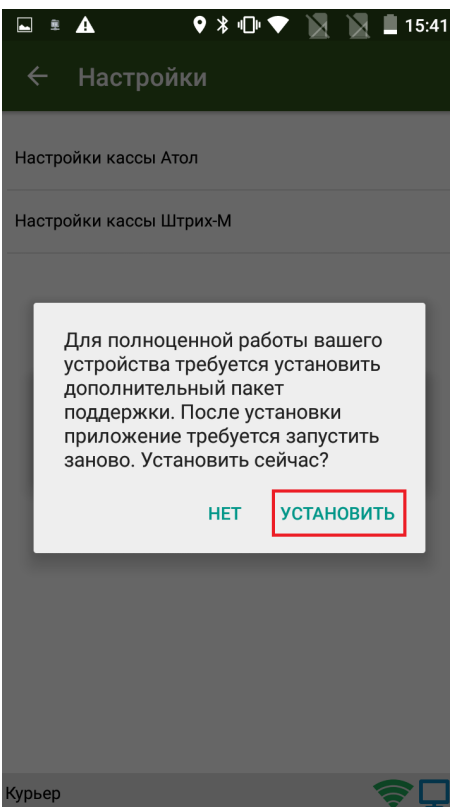 15:41
Настройки
Настройки кассы Атол
Настройки кассы Штрих-М
Для полноценной работы вашего
устройства требуется установить
дополнительный пакет
поддержки. После установки
приложение требуется запустить
заново. Установить сейчас?
НЕТ УСТАНОВИТЬ
Курьер